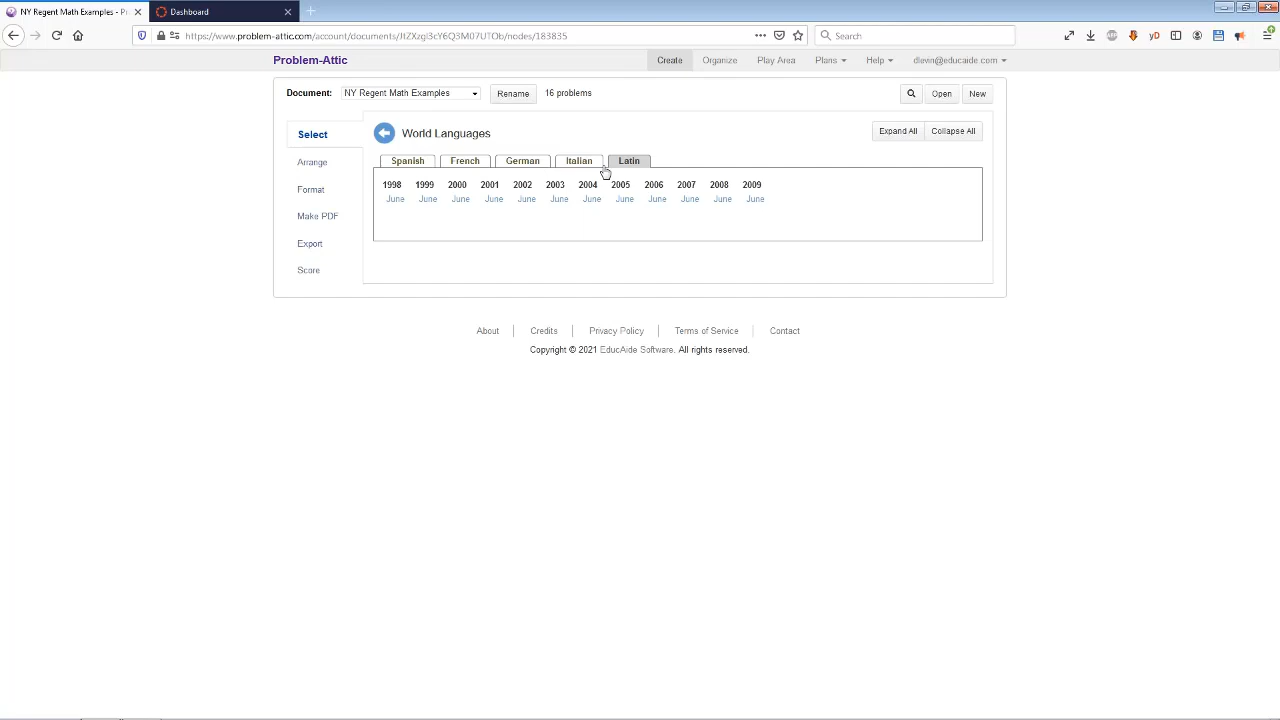 NY Regent Math Examples - Pr
Dashboard
https://www.problem-attic.com/account/documents/JtZXzgi3cY6Q3M07UTOb/nodes/183835
Search
Problem-Attic
Create Organize Play Area Plans Help dlevin@educaide.com
Document: NY Regent Math Examples Rename 16 problems Open New
Select
Arrange
Format
Make PDF
Export
Score
World Languages
Expand All Collapse All
Spanish French German Italian Latin
1998 1999 2000 2001 2002 2003 2004 2005 2006 2007 2008 2009
June June June June June June June June June June June June
About Credits Privacy Policy Terms of Service Contact
Copyright © 2021 EducAide Software. All rights reserved.